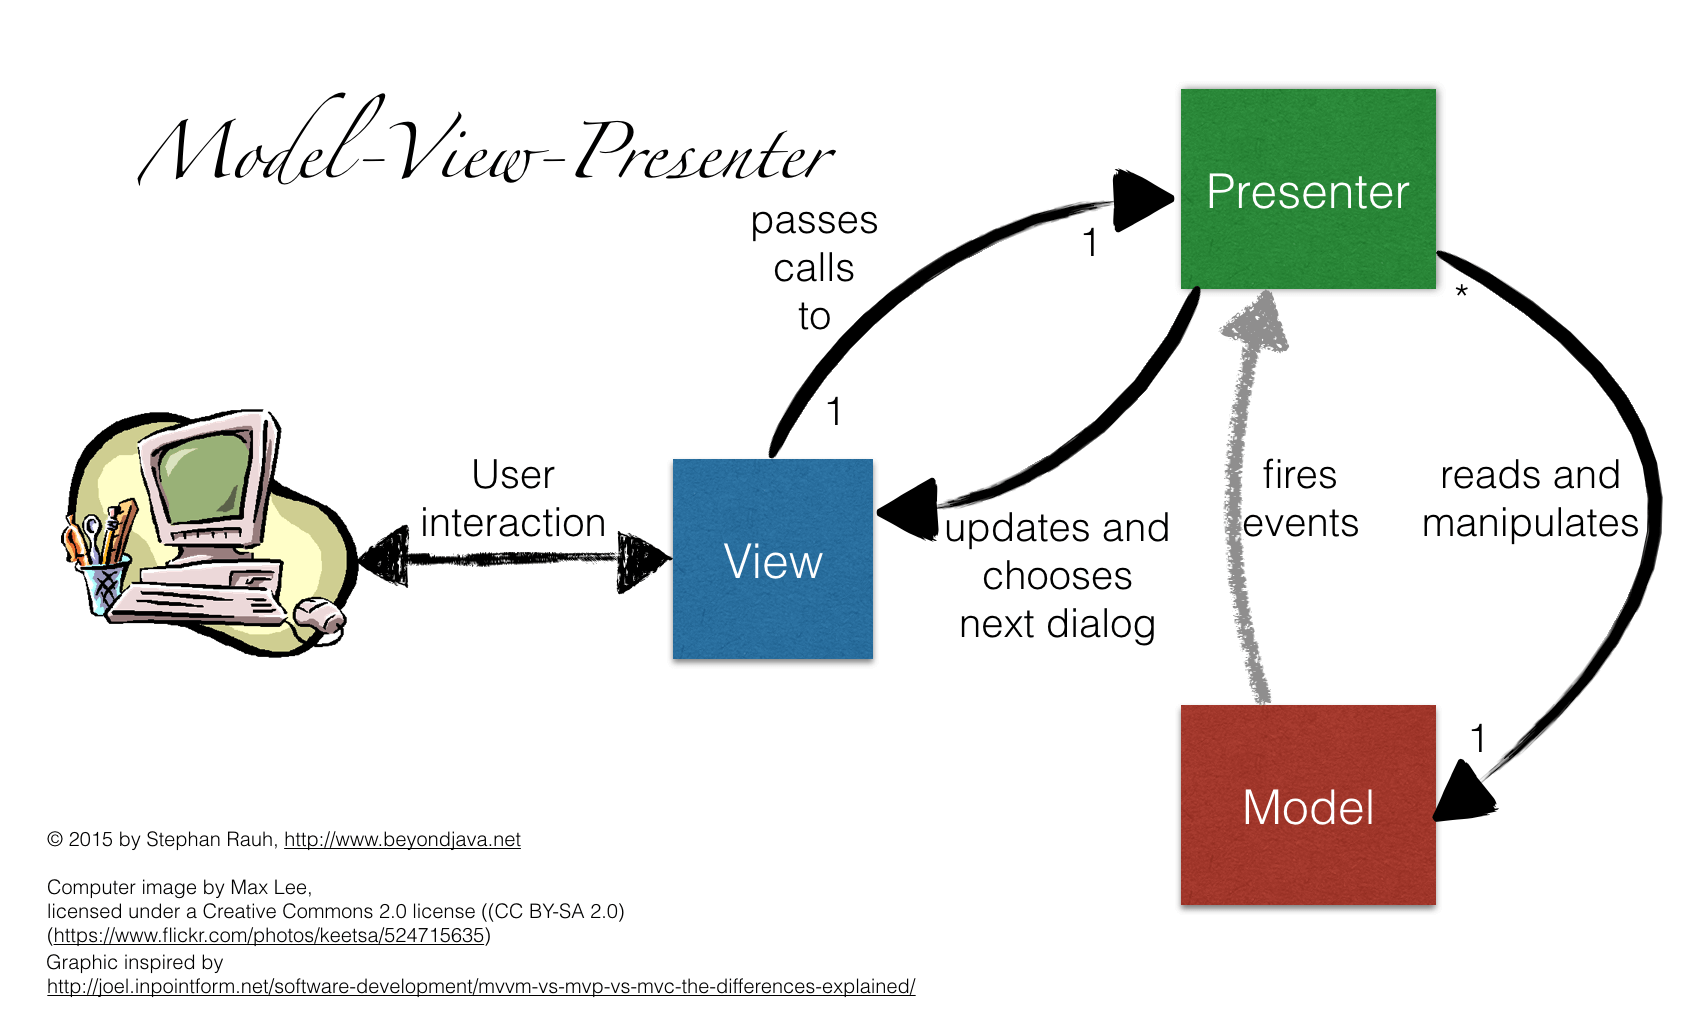 Model-View-Presenter
Presenter
passes
calls
to
1
*
1
User
interaction
View
updates and
chooses
next dialog
fires
events
reads and
manipulates
1
Model
© 2015 by Stephan Rauh, http://www.beyondjava.net
Computer image by Max Lee,
licensed under a Creative Commons 2.0 license ((CC BY-SA 2.0)
(https://www.flickr.com/photos/keetsa/524715635)
Graphic inspired by
http://joel.inpointform.net/software-development/mvvm-vs-mvp-vs-mvc-the-differences-explained/